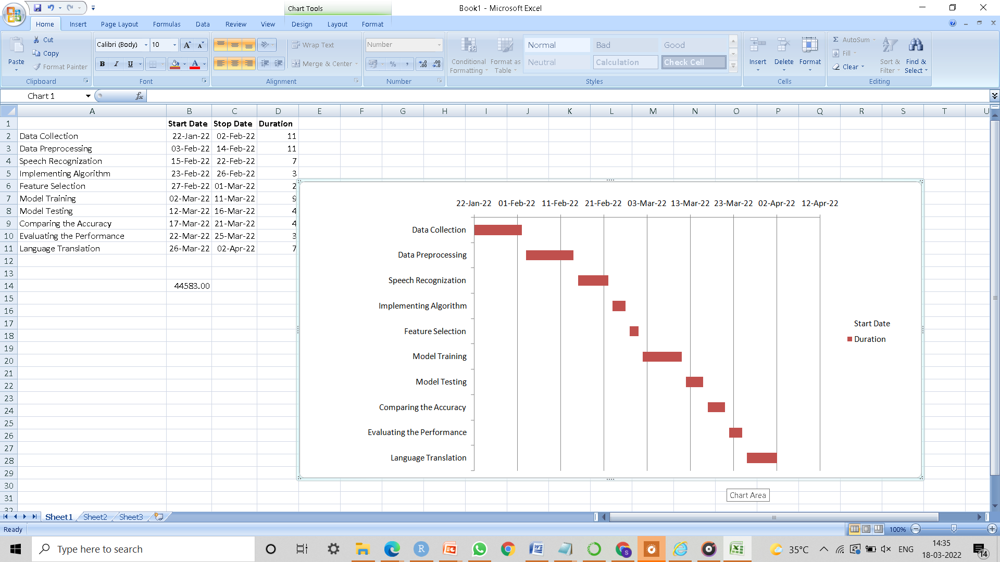 Chart Tools
Book1 - Microsoft Excel
Home Insert Page Layout Formulas Data Review View Design Layout Format
Paste
Cut
Copy
Format Painter
Clipboard
Calibri (Body) 10
B I U
Font
Wrap Text
Merge & Center
Alignment
Number
%
Number
Conditional Formatting
Format as Table
Normal Bad Good
Neutral Calculation Check Cell
Styles
Insert Delete Format
Cells
Σ AutoSum
Fill
Clear
Sort & Filter
Find & Select
Editing
Chart 1
fx
A B C D E F G H I J K L M N O P Q R S T U
1 Start Date Stop Date Duration
2 Data Collection 22-Jan-22 02-Feb-22 11
3 Data Preprocessing 03-Feb-22 14-Feb-22 11
4 Speech Recognization 15-Feb-22 22-Feb-22 7
5 Implementing Algorithm 23-Feb-22 26-Feb-22 3
6 Feature Selection 27-Feb-22 01-Mar-22 2
7 Model Training 02-Mar-22 11-Mar-22 9
8 Model Testing 12-Mar-22 16-Mar-22 4
9 Comparing the Accuracy 17-Mar-22 21-Mar-22 4
10 Evaluating the Performance 22-Mar-22 25-Mar-22 3
11 Language Translation 26-Mar-22 02-Apr-22 7
12
13
14 44583.00
15
16
17
18
19
20
21
22
23
24
25
26
27
28
29
30
31
32
22-Jan-22 01-Feb-22 11-Feb-22 21-Feb-22 03-Mar-22 13-Mar-22 23-Mar-22 02-Apr-22 12-Apr-22
Data Collection
Data Preprocessing
Speech Recognization
Implementing Algorithm
Feature Selection
Model Training
Model Testing
Comparing the Accuracy
Evaluating the Performance
Language Translation
Start Date
Duration
Chart Area
Sheet1 Sheet2 Sheet3
Ready
100%
Type here to search
35°C
ENG
14:35
18-03-2022
14